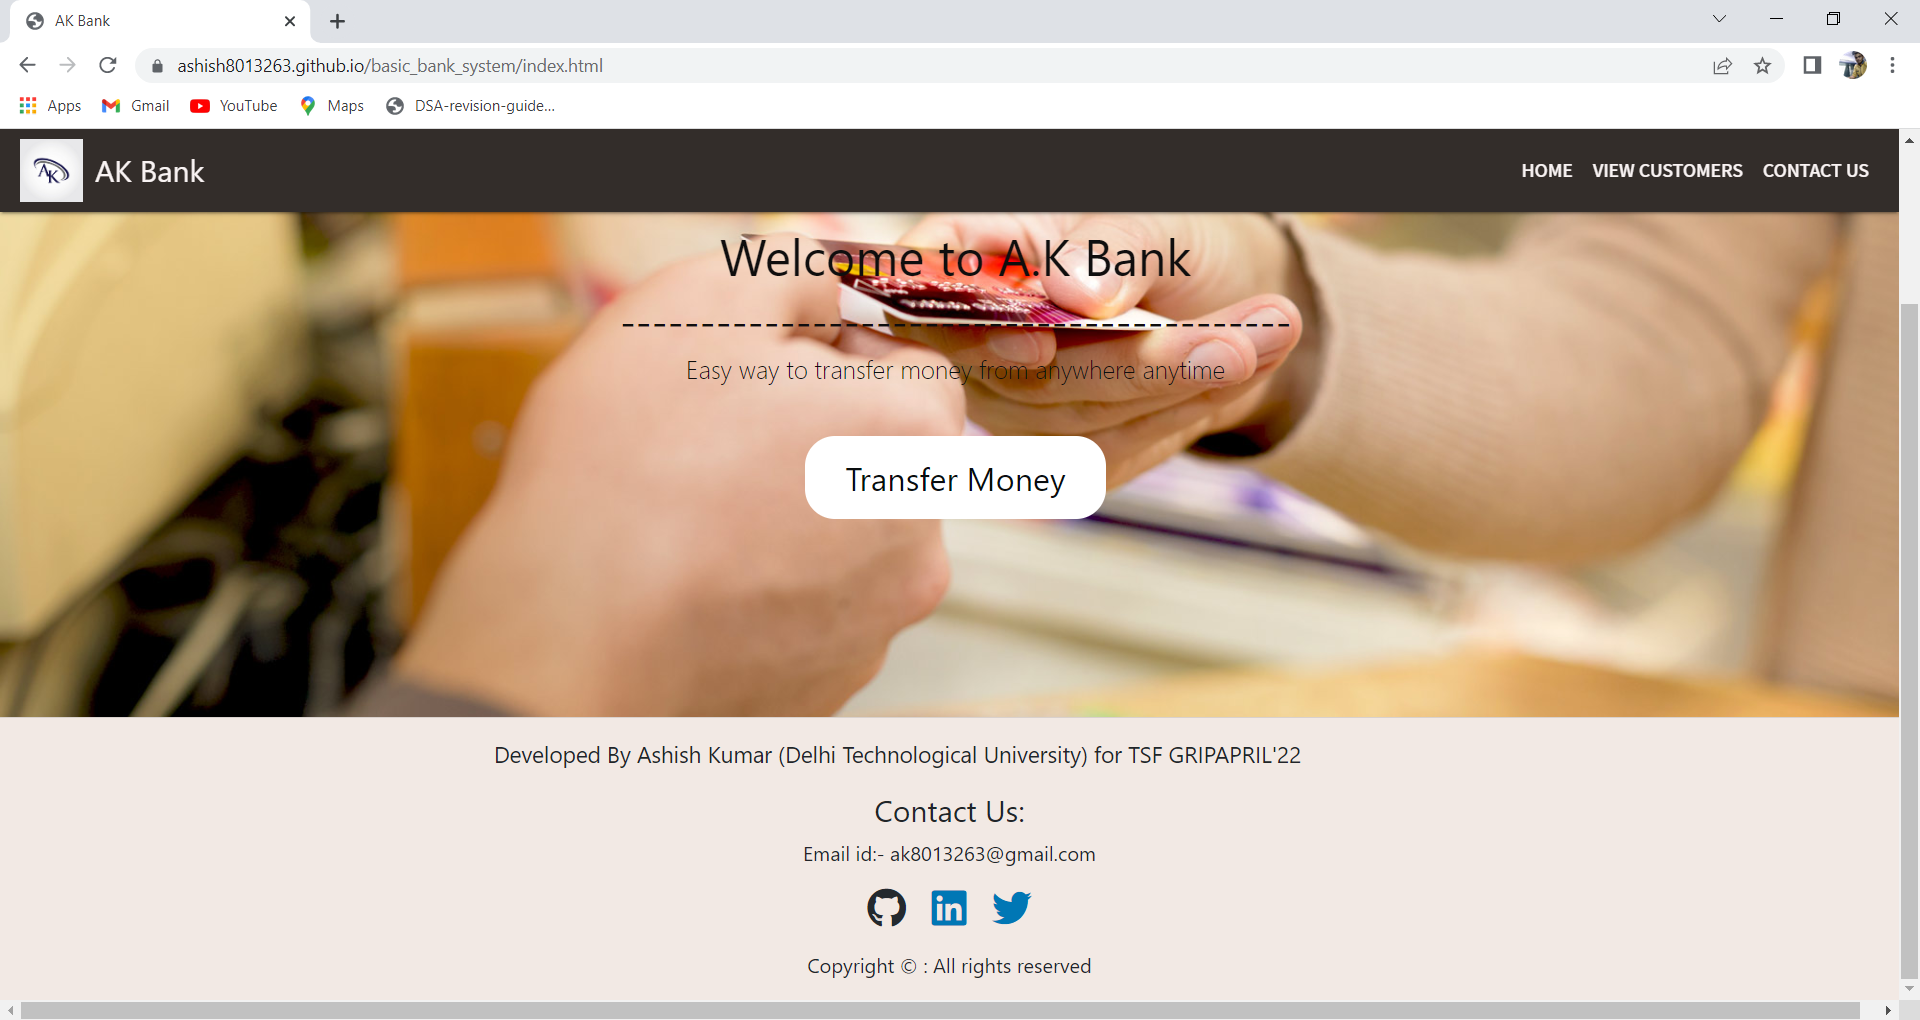 AK Bank
ashish8013263.github.io/basic_bank_system/index.html
Apps Gmail YouTube Maps DSA-revision-guide...
AK AK Bank HOME VIEW CUSTOMERS CONTACT US
Welcome to A.K Bank
Easy way to transfer money from anywhere anytime
Transfer Money
Developed By Ashish Kumar (Delhi Technological University) for TSF GRIPAPRIL'22
Contact Us:
Email id:- ak8013263@gmail.com
in
Copyright © : All rights reserved